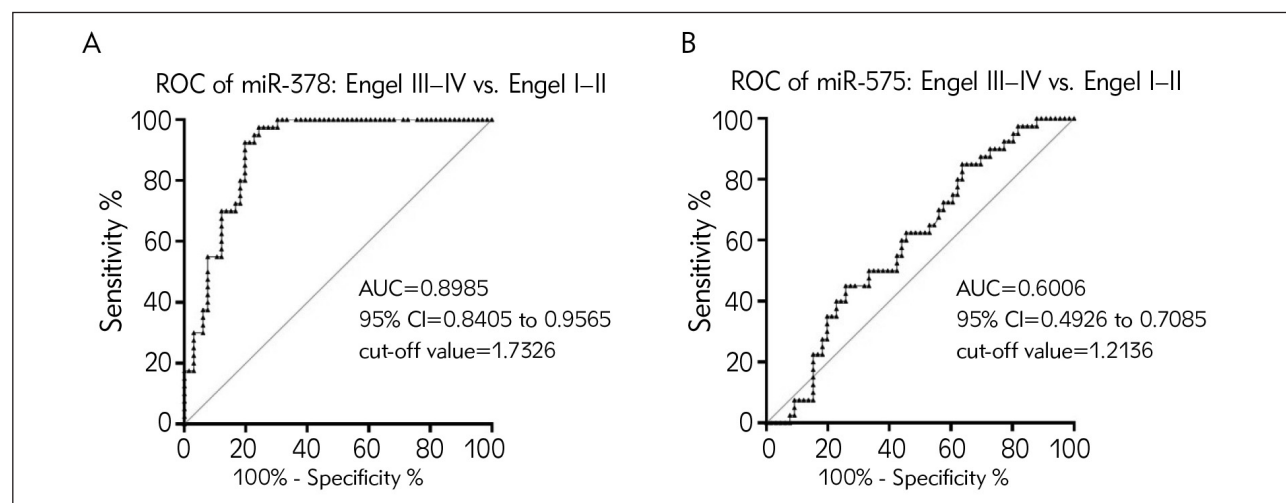 A
ROC of miR-378: Engel III–IV vs. Engel I–II
100
80
60
40
20
0
Sensitivity %
AUC=0.8985
95% CI=0.8405 to 0.9565
cut-off value=1.7326
0 20 40 60 80 100
100% - Specificity %
B
ROC of miR-575: Engel III–IV vs. Engel I–II
100
80
60
40
20
0
Sensitivity %
AUC=0.6006
95% CI=0.4926 to 0.7085
cut-off value=1.2136
0 20 40 60 80 100
100% - Specificity %